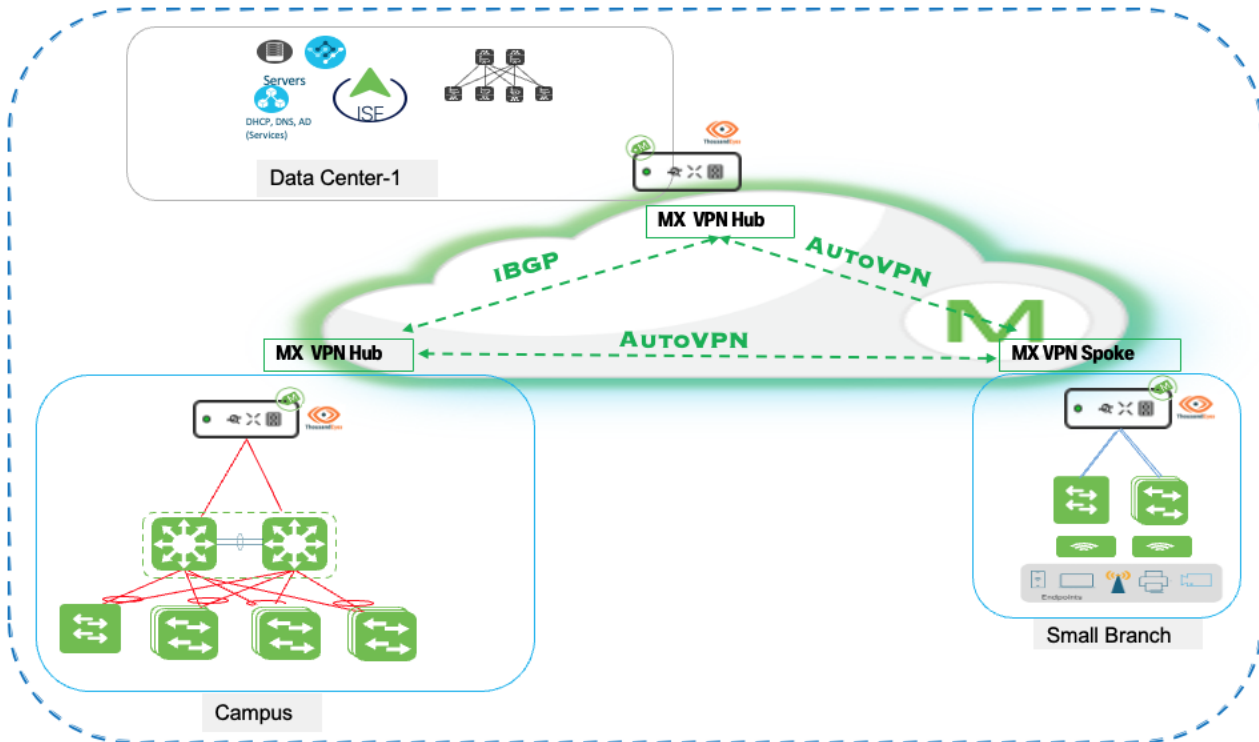 Servers
ISE
DHCP, DNS, AD
(Services)
Data Center-1
ThousandEyes
MX VPN Hub
iBGP
AutoVPN
AutoVPN
M
MX VPN Hub
MX VPN Spoke
ThousandEyes
ThousandEyes
Endpoints
Small Branch
Campus